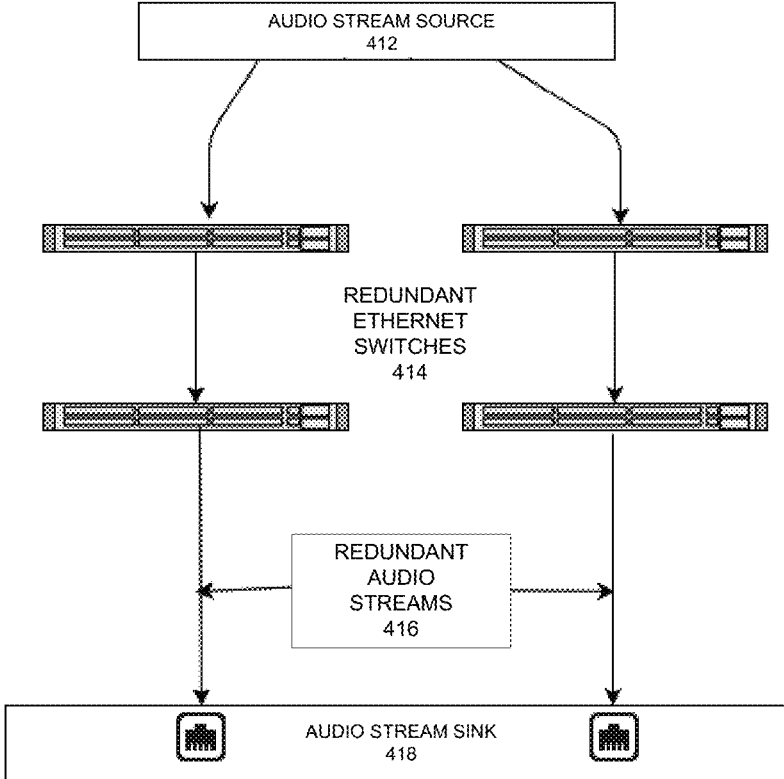 AUDIO STREAM SOURCE
412
REDUNDANT
ETHERNET
SWITCHES
414
REDUNDANT
AUDIO
STREAMS
416
AUDIO STREAM SINK
418